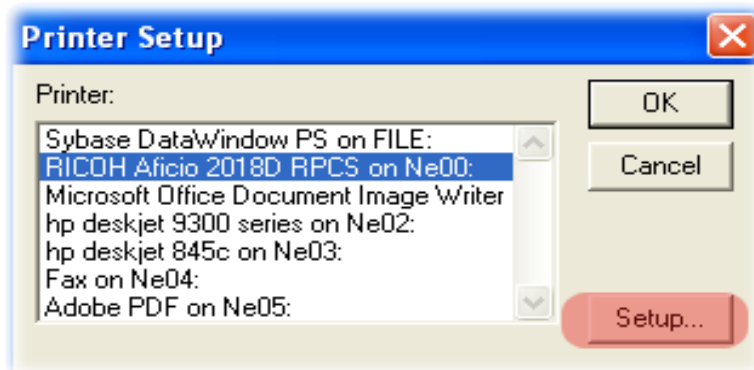 Printer Setup
Printer:
OK
Sybase DataWindow PS on FILE:
RICOH Aficio 2018D RPCS on Ne00:
Cancel
Microsoft Office Document Image Writer
hp deskjet 9300 series on Ne02:
hp deskjet 845c on Ne03:
Fax on Ne04:
Adobe PDF on Ne05:
Setup...